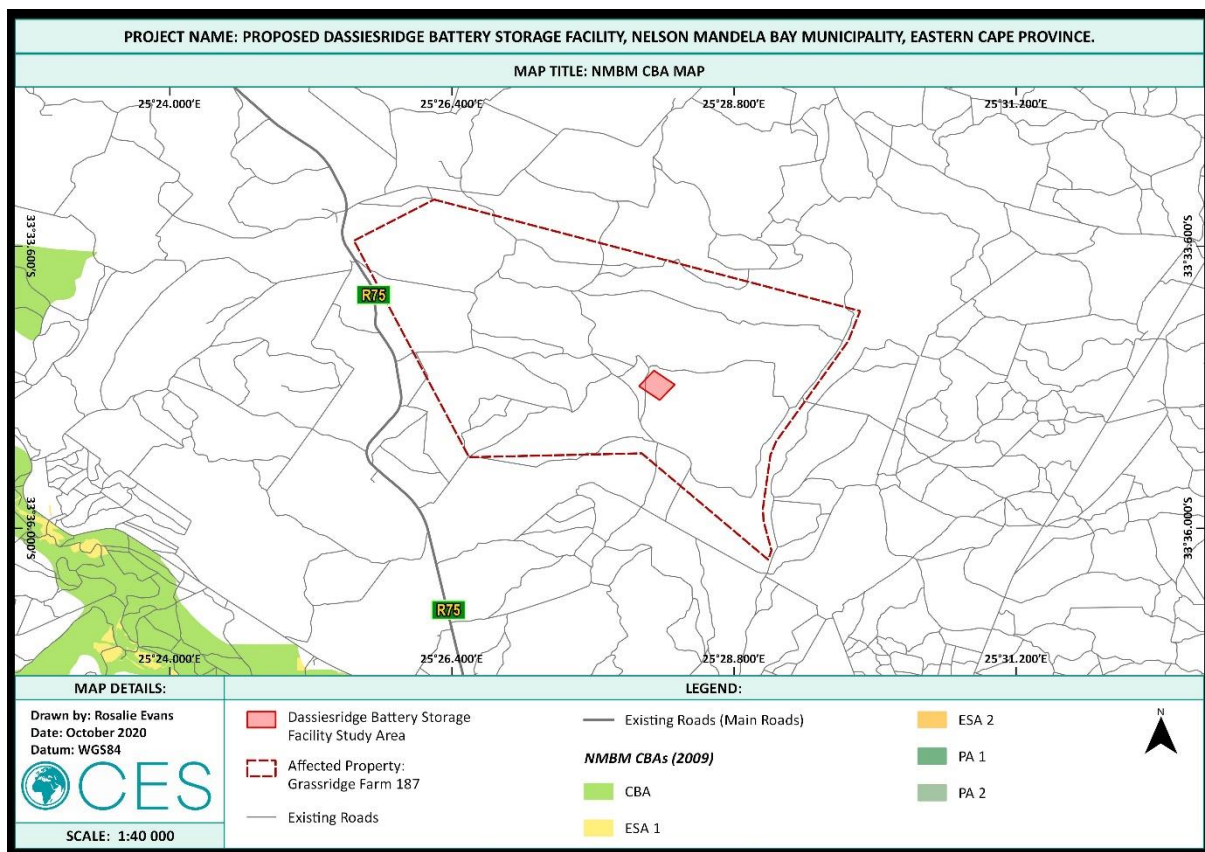 PROJECT NAME: PROPOSED DASSIESRIDGE BATTERY STORAGE FACILITY, NELSON MANDELA BAY MUNICIPALITY, EASTERN CAPE PROVINCE.
MAP TITLE: NMBM CBA MAP
25°24.000'E
25°26.400'E
25°28.800'E
25°31.200'E
33°33.600'S
33°33.600'S
R75
33°36.000'S
33°36.000'S
R75
25°24.000'E
25°26.400'E
25°28.800'E
25°31.200'E
MAP DETAILS:
Drawn by: Rosalie Evans
Date: October 2020
Datum: WGS84
CES
SCALE: 1:40 000
LEGEND:
Dassiesridge Battery Storage
Facility Study Area
Affected Property:
Grassridge Farm 187
Existing Roads
Existing Roads (Main Roads)
NMBM CBAs (2009)
CBA
ESA 1
ESA 2
PA 1
PA 2
N